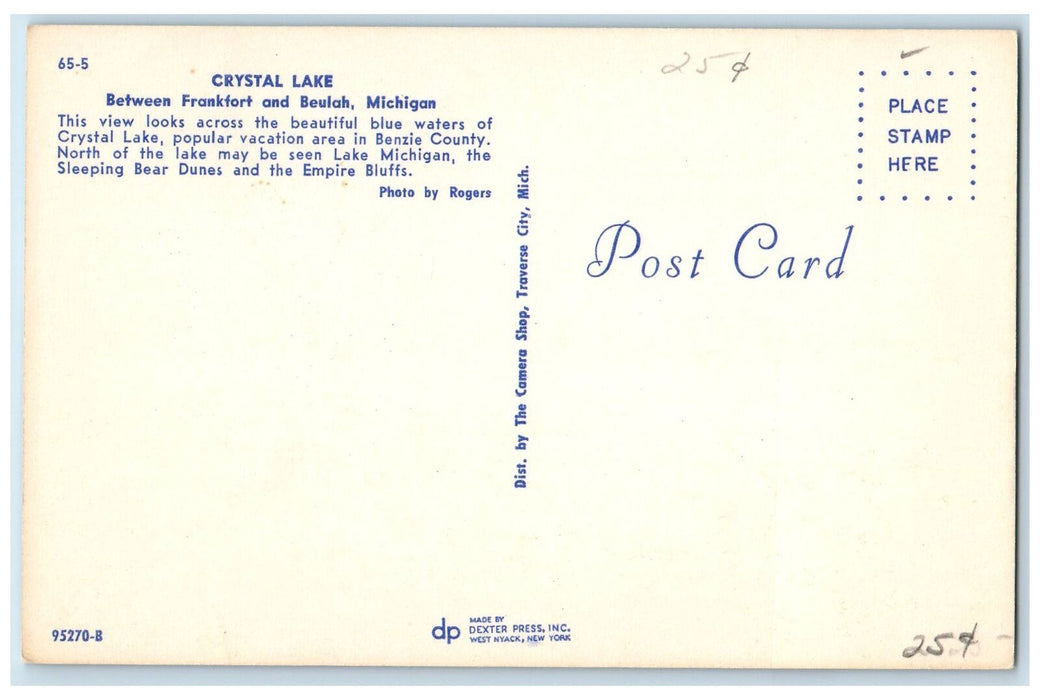 65-5
CRYSTAL LAKE
Between Frankfort and Beulah, Michigan
This view looks across the beautiful blue waters of
Crystal Lake, popular vacation area in Benzie County.
North of the lake may be seen Lake Michigan, the
Sleeping Bear Dunes and the Empire Bluffs.
Photo by Rogers
Dist. by The Camera Shop, Traverse City, Mich.
25¢
PLACE
STAMP
HERE
Post Card
95270-B
dp
MADE BY
DEXTER PRESS, INC.
WEST NYACK, NEW YORK
25¢